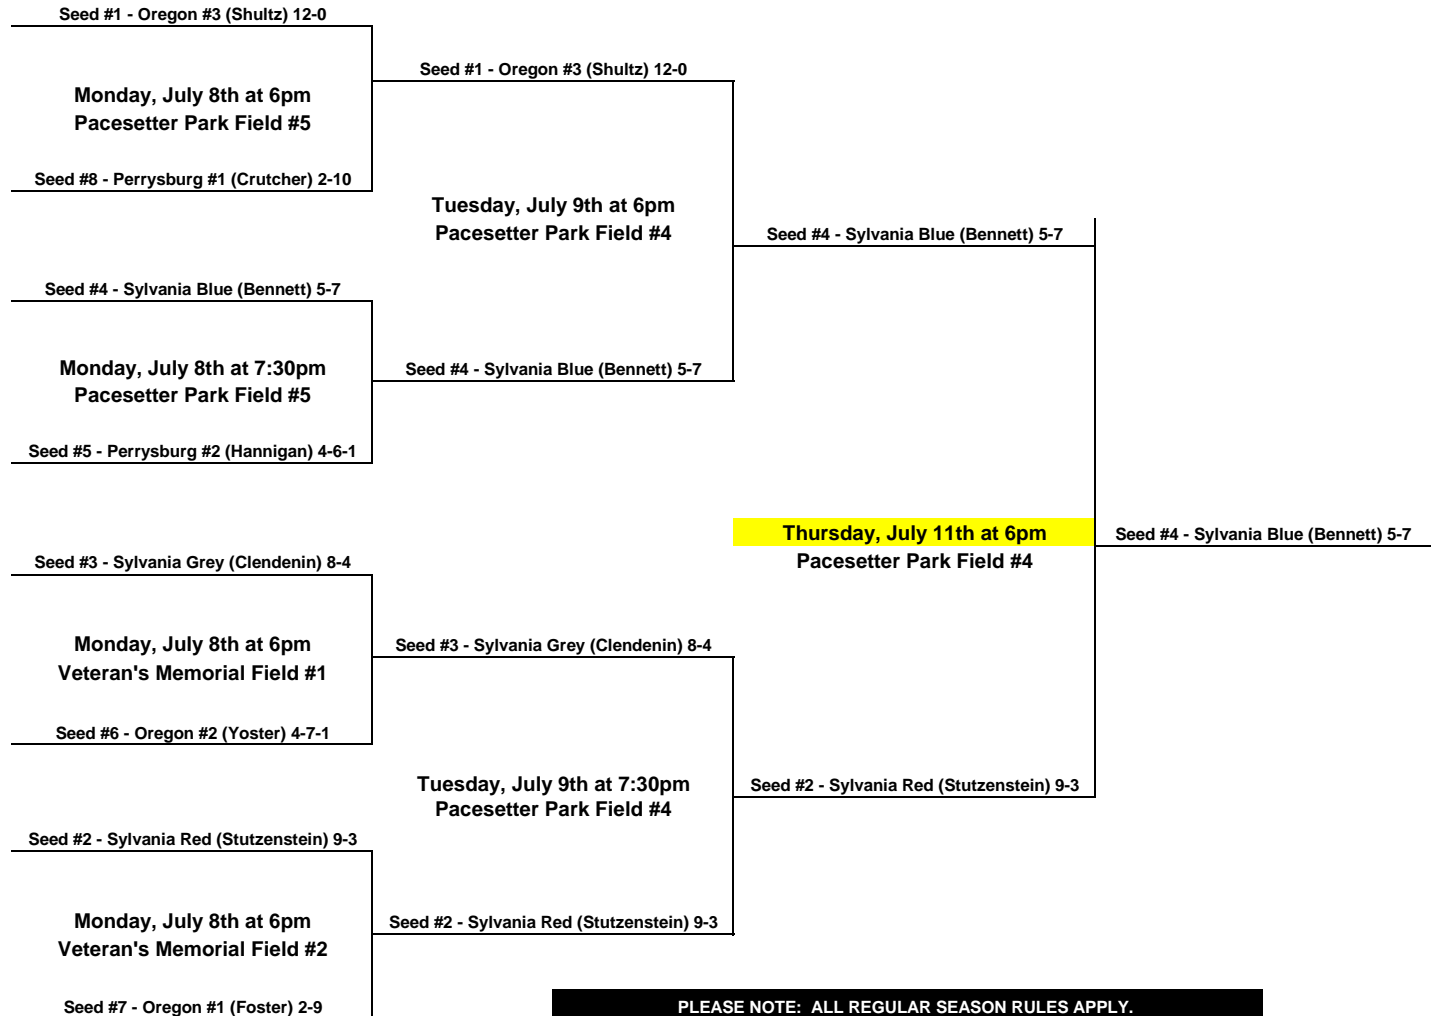 Seed #1 - Oregon #3 (Shultz) 12-0
Seed #1 - Oregon #3 (Shultz) 12-0
Monday, July 8th at 6pm
Pacesetter Park Field #5
Seed #8 - Perrysburg #1 (Crutcher) 2-10
Tuesday, July 9th at 6pm
Pacesetter Park Field #4
Seed #4 - Sylvania Blue (Bennett) 5-7
Seed #4 - Sylvania Blue (Bennett) 5-7
Monday, July 8th at 7:30pm
Pacesetter Park Field #5
Seed #4 - Sylvania Blue (Bennett) 5-7
Seed #5 - Perrysburg #2 (Hannigan) 4-6-1
Thursday, July 11th at 6pm
Pacesetter Park Field #4
Seed #4 - Sylvania Blue (Bennett) 5-7
Seed #3 - Sylvania Grey (Clendenin) 8-4
Monday, July 8th at 6pm
Veteran's Memorial Field #1
Seed #3 - Sylvania Grey (Clendenin) 8-4
Seed #6 - Oregon #2 (Yoster) 4-7-1
Tuesday, July 9th at 7:30pm
Pacesetter Park Field #4
Seed #2 - Sylvania Red (Stutzenstein) 9-3
Seed #2 - Sylvania Red (Stutzenstein) 9-3
Monday, July 8th at 6pm
Veteran's Memorial Field #2
Seed #2 - Sylvania Red (Stutzenstein) 9-3
Seed #7 - Oregon #1 (Foster) 2-9
PLEASE NOTE: ALL REGULAR SEASON RULES APPLY.